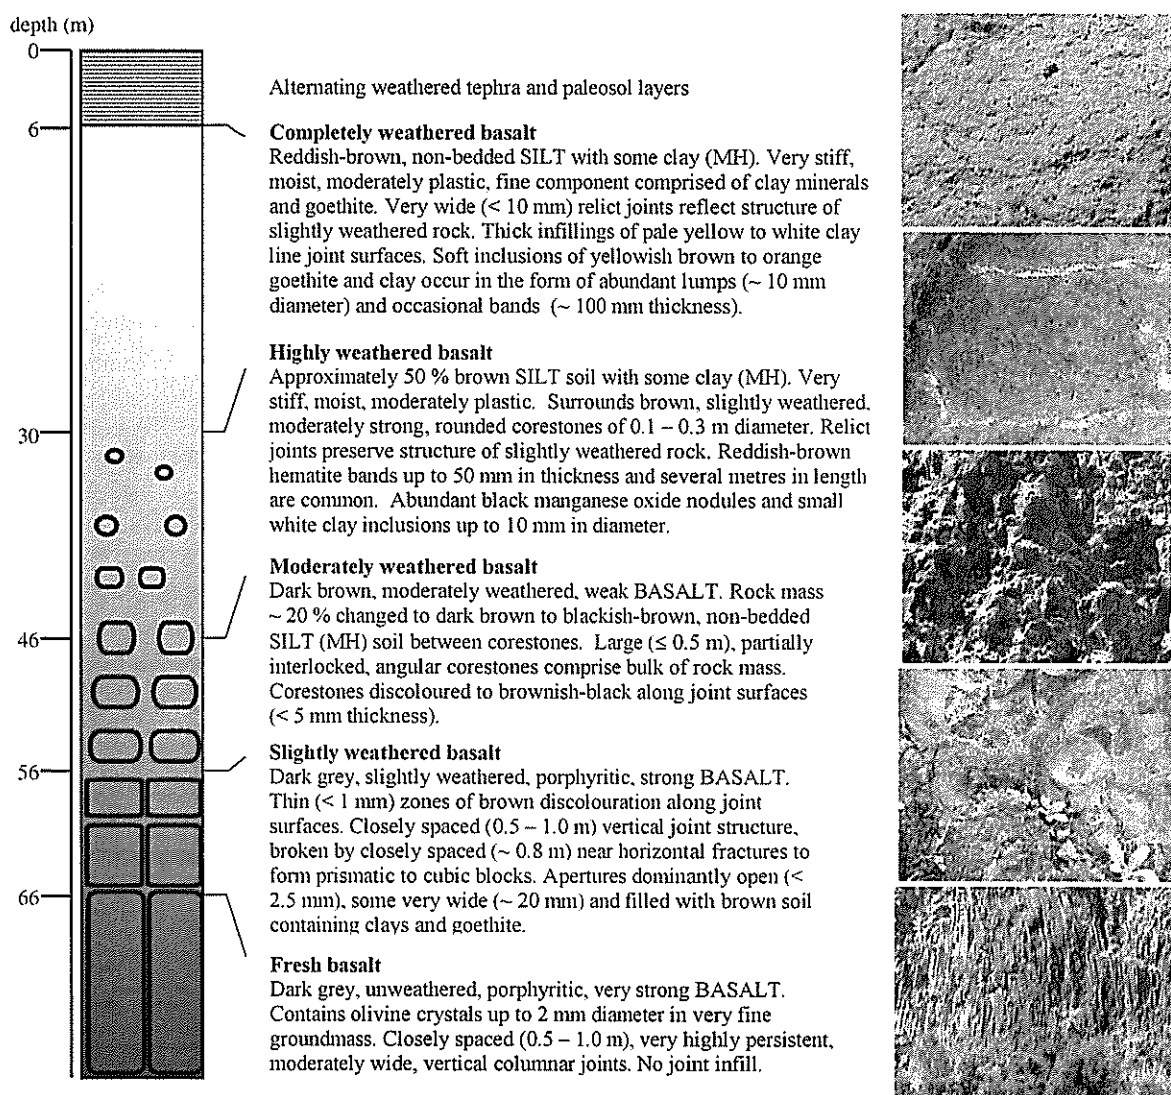 depth (m)
0
6
30
46
56
66
Alternating weathered tephra and paleosol layers
Completely weathered basalt
Reddish-brown, non-bedded SILT with some clay (MH). Very stiff,
moist, moderately plastic, fine component comprised of clay minerals
and goethite. Very wide (< 10 mm) relict joints reflect structure of
slightly weathered rock. Thick infillings of pale yellow to white clay
line joint surfaces. Soft inclusions of yellowish brown to orange
goethite and clay occur in the form of abundant lumps (~ 10 mm
diameter) and occasional bands (~ 100 mm thickness).
Highly weathered basalt
Approximately 50 % brown SILT soil with some clay (MH). Very
stiff, moist, moderately plastic. Surrounds brown, slightly weathered,
moderately strong, rounded corestones of 0.1 – 0.3 m diameter. Relict
joints preserve structure of slightly weathered rock. Reddish-brown
hematite bands up to 50 mm in thickness and several metres in length
are common. Abundant black manganese oxide nodules and small
white clay inclusions up to 10 mm in diameter.
Moderately weathered basalt
Dark brown, moderately weathered, weak BASALT. Rock mass
~ 20 % changed to dark brown to blackish-brown, non-bedded
SILT (MH) soil between corestones. Large (≤ 0.5 m), partially
interlocked, angular corestones comprise bulk of rock mass.
Corestones discoloured to brownish-black along joint surfaces
(< 5 mm thickness).
Slightly weathered basalt
Dark grey, slightly weathered, porphyritic, strong BASALT.
Thin (< 1 mm) zones of brown discolouration along joint
surfaces. Closely spaced (0.5 – 1.0 m) vertical joint structure,
broken by closely spaced (~ 0.8 m) near horizontal fractures to
form prismatic to cubic blocks. Apertures dominantly open (<
2.5 mm), some very wide (~ 20 mm) and filled with brown soil
containing clays and goethite.
Fresh basalt
Dark grey, unweathered, porphyritic, very strong BASALT.
Contains olivine crystals up to 2 mm diameter in very fine
groundmass. Closely spaced (0.5 – 1.0 m), very highly persistent,
moderately wide, vertical columnar joints. No joint infill.